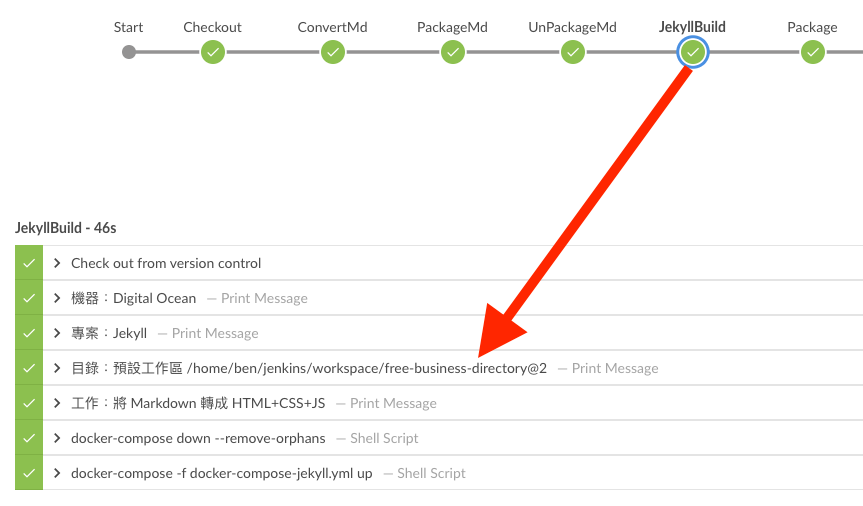 Start Checkout ConvertMd PackageMd UnPackageMd JekyllBuild Package
JekyllBuild - 46s
Check out from version control
機器：Digital Ocean — Print Message
專案：Jekyll — Print Message
目錄：預設工作區 /home/ben/jenkins/workspace/free-business-directory@2 — Print Message
工作：將 Markdown 轉成 HTML+CSS+JS — Print Message
docker-compose down --remove-orphans — Shell Script
docker-compose -f docker-compose-jekyll.yml up — Shell Script